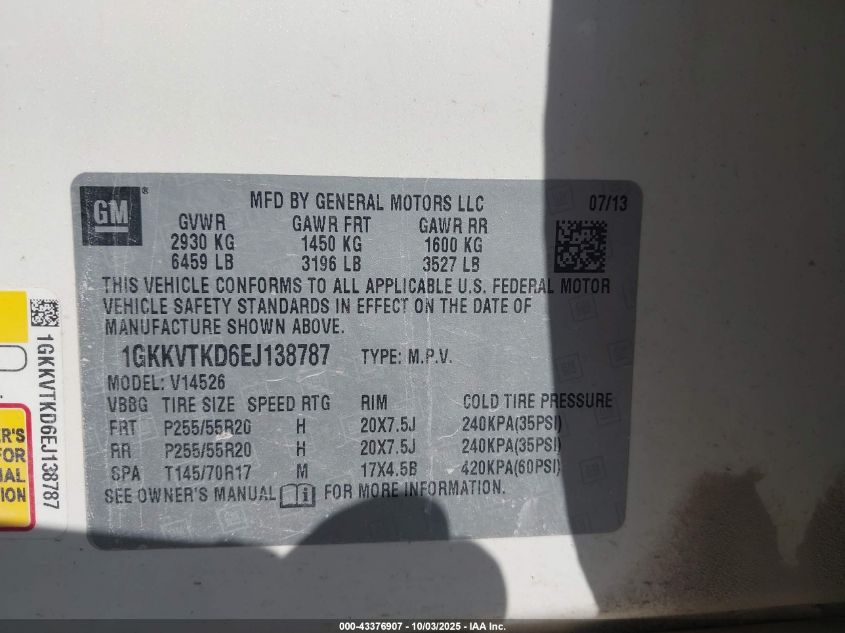 GM
®
MFD BY GENERAL MOTORS LLC 07/13
GVWR GAWR FRT GAWR RR
2930 KG 1450 KG 1600 KG
6459 LB 3196 LB 3527 LB
THIS VEHICLE CONFORMS TO ALL APPLICABLE U.S. FEDERAL MOTOR
VEHICLE SAFETY STANDARDS IN EFFECT ON THE DATE OF
MANUFACTURE SHOWN ABOVE.
1GKKVTKD6EJ138787 TYPE: M.P.V.
MODEL: V14526
VBBG TIRE SIZE SPEED RTG RIM COLD TIRE PRESSURE
FRT P255/55R20 H 20X7.5J 240KPA(35PSI)
RR P255/55R20 H 20X7.5J 240KPA(35PSI)
SPA T145/70R17 M 17X4.5B 420KPA(60PSI)
SEE OWNER'S MANUAL FOR MORE INFORMATION.
1GKKVTKD6EJ138787
ER'S
FOR
IAL
ION
000-43376907 - 10/03/2025 - IAA Inc.